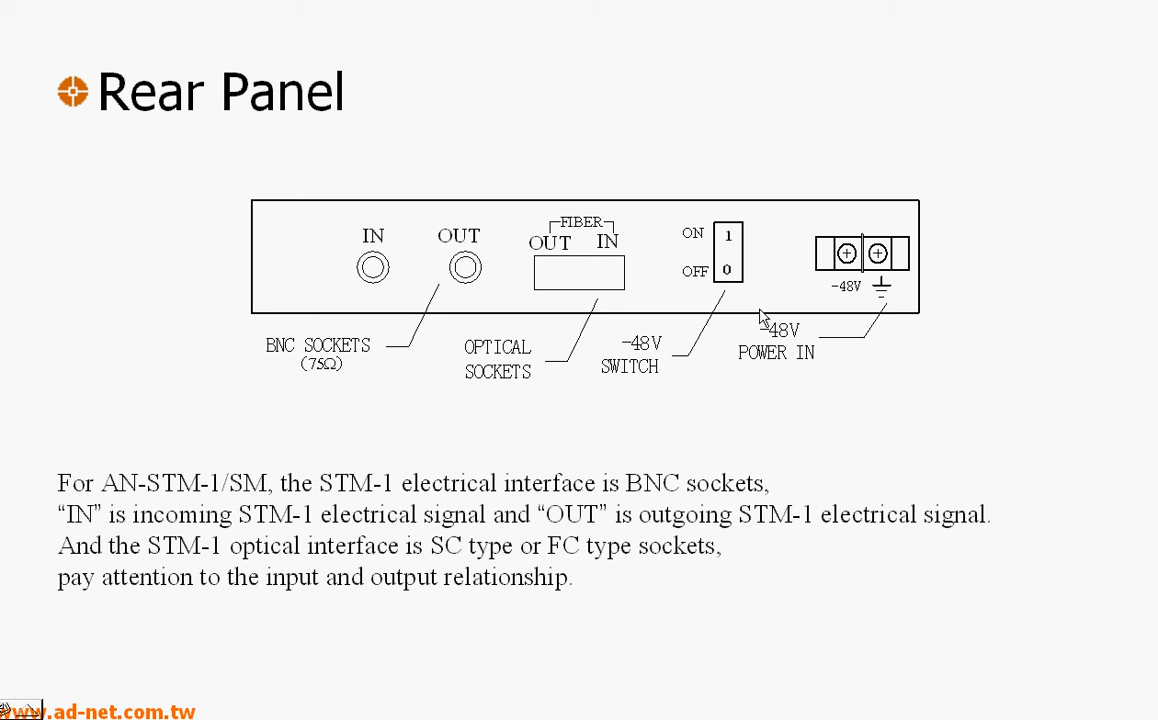 Rear Panel
FIBER
IN OUT OUT IN ON 1
OFF 0
-48V
BNC SOCKETS
(75Ω)
OPTICAL
SOCKETS
-48V
SWITCH
-48V
POWER IN
For AN-STM-1/SM, the STM-1 electrical interface is BNC sockets,
“IN” is incoming STM-1 electrical signal and “OUT” is outgoing STM-1 electrical signal.
And the STM-1 optical interface is SC type or FC type sockets,
pay attention to the input and output relationship.
www.ad-net.com.tw